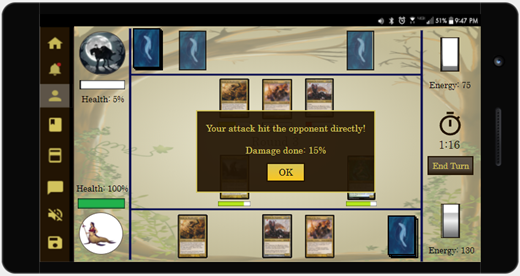 51% 9:47 PM
Health: 5%
Energy: 75
Your attack hit the opponent directly!
Damage done: 15%
OK
1:16
End Turn
Health: 100%
Energy: 130